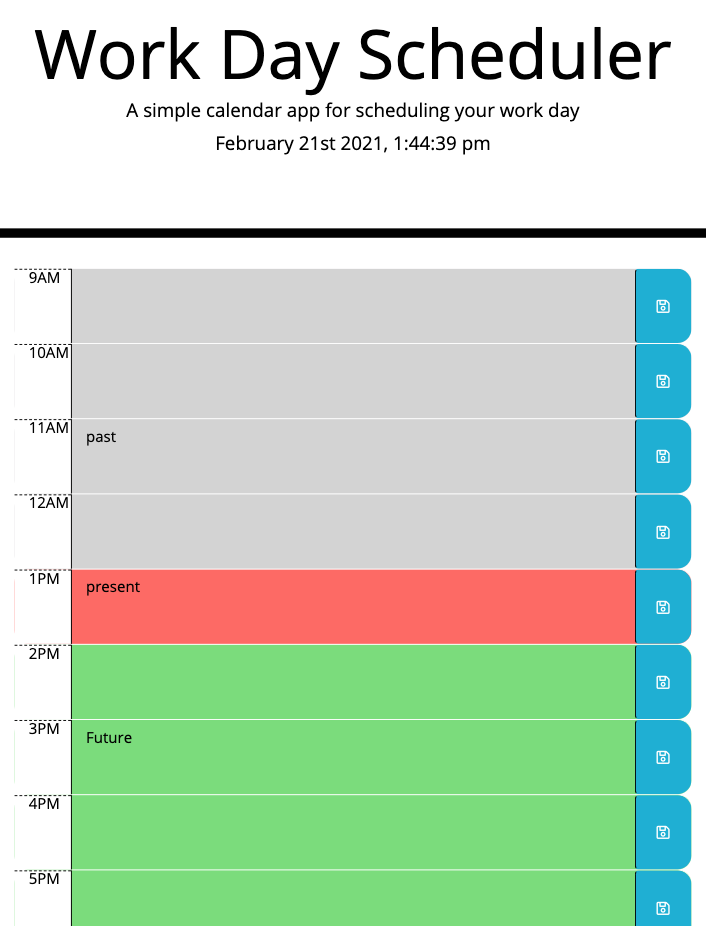 Work Day Scheduler
A simple calendar app for scheduling your work day
February 21st 2021, 1:44:39 pm
9AM
10AM
11AM
past
12AM
1PM
present
2PM
3PM
Future
4PM
5PM